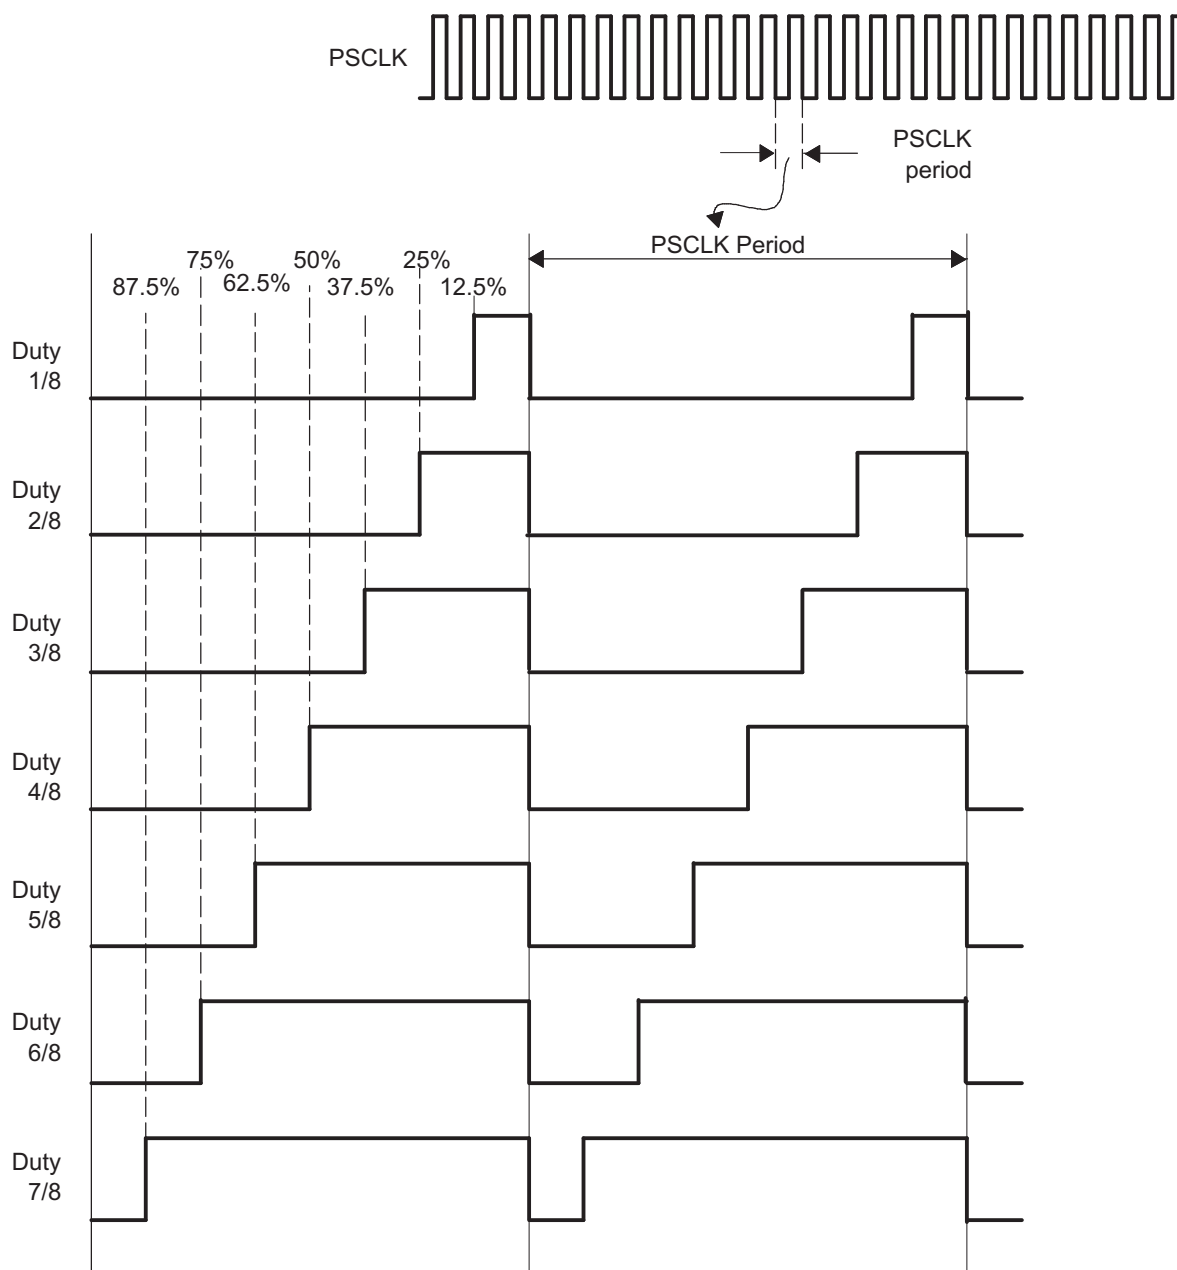 PSCLK
PSCLK
period
PSCLK Period
75%
50%
25%
87.5%
62.5%
37.5%
12.5%
Duty
1/8
Duty
2/8
Duty
3/8
Duty
4/8
Duty
5/8
Duty
6/8
Duty
7/8